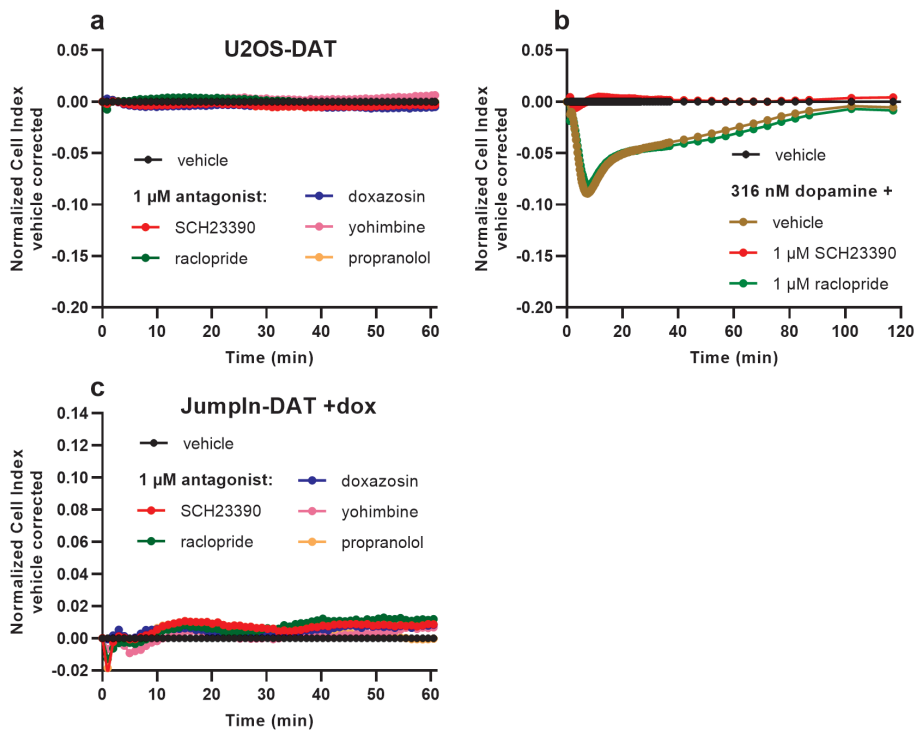 a
U2OS-DAT
0.05
0.00
-0.05
-0.10
-0.15
-0.20
Normalized Cell Index
vehicle corrected
vehicle
1 µM antagonist:
SCH23390
raclopride
doxazosin
yohimbine
propranolol
0 10 20 30 40 50 60
Time (min)
b
0.05
0.00
-0.05
-0.10
-0.15
-0.20
Normalized Cell Index
vehicle corrected
vehicle
316 nM dopamine +
vehicle
1 µM SCH23390
1 µM raclopride
0 20 40 60 80 100 120
Time (min)
c
JumpIn-DAT +dox
0.14
0.12
0.10
0.08
0.06
0.04
0.02
0.00
-0.02
Normalized Cell Index
vehicle corrected
vehicle
1 µM antagonist:
SCH23390
raclopride
doxazosin
yohimbine
propranolol
0 10 20 30 40 50 60
Time (min)